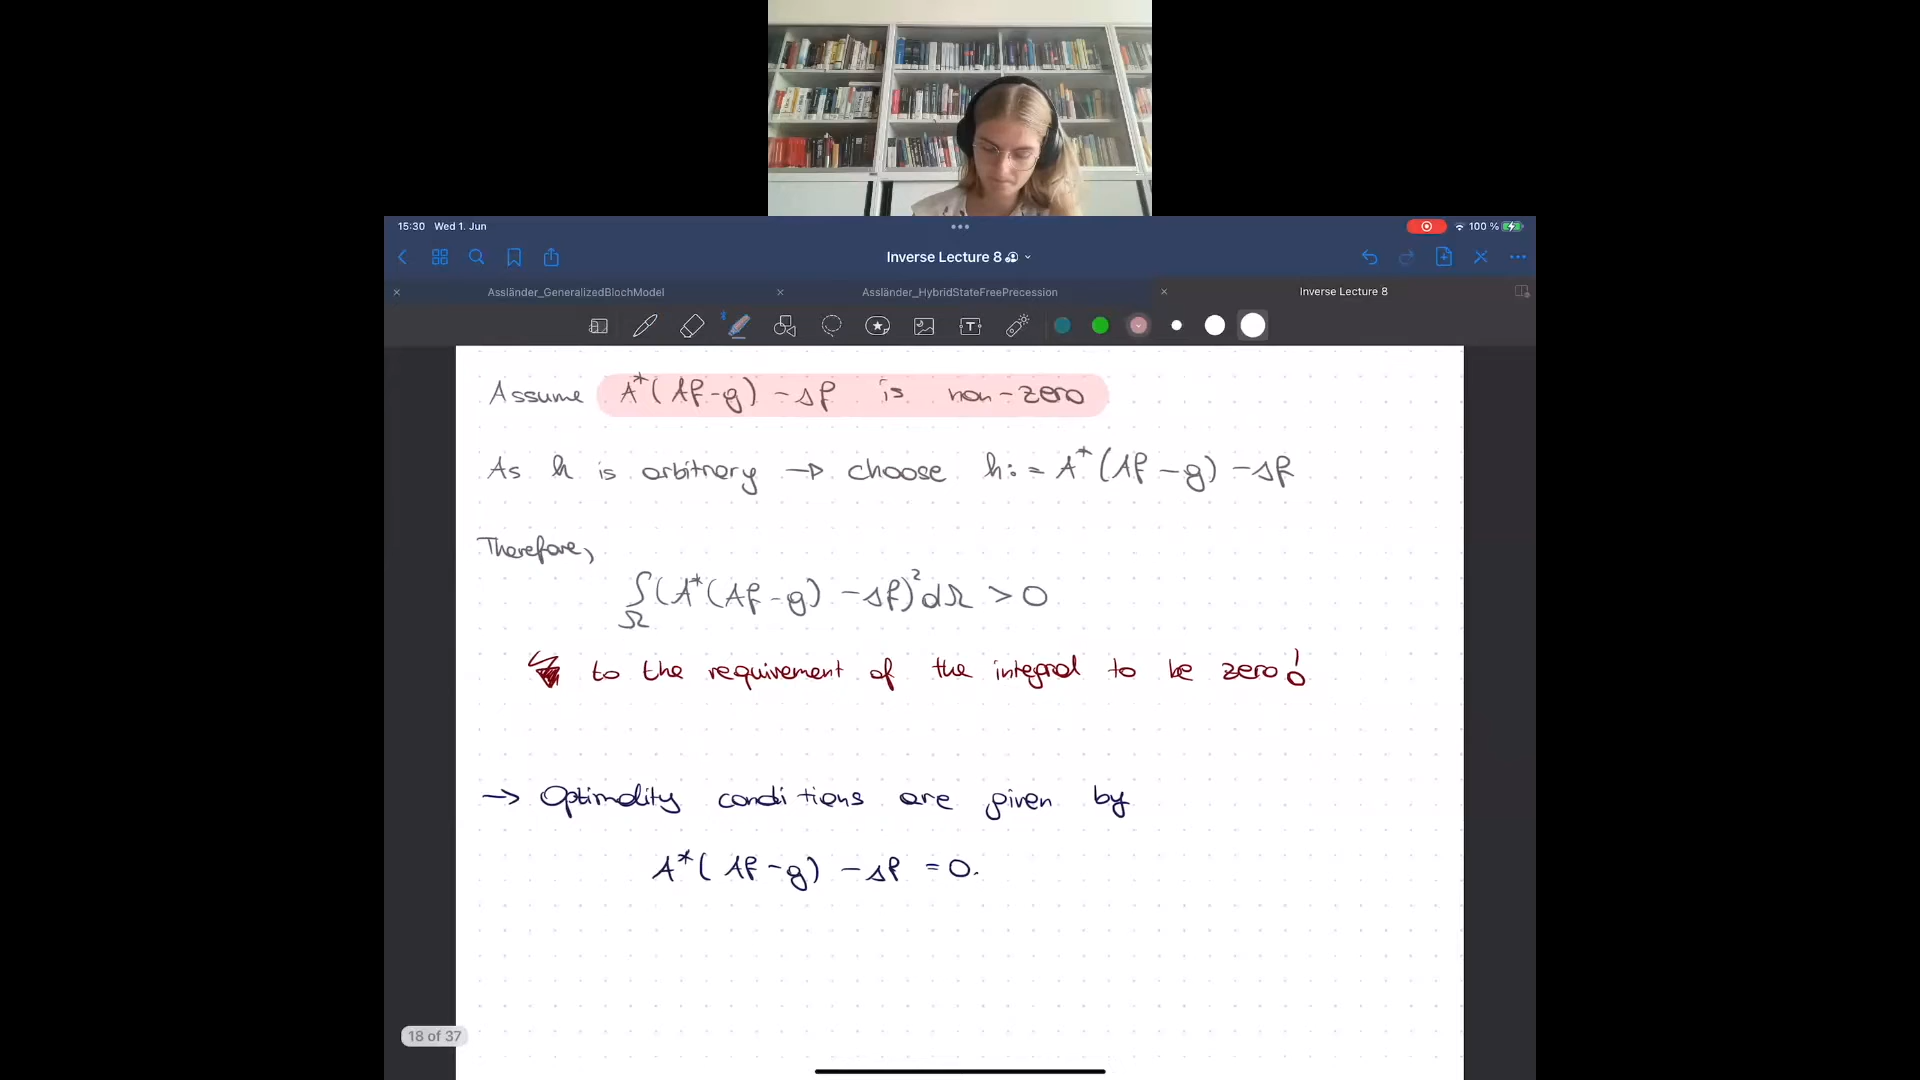 15:30 Wed 1. Jun
100 %
Inverse Lecture 8
Assländer_GeneralizedBlochModel
Assländer_HybridStateFreePrecession
Inverse Lecture 8
Assume A*(Af-g) -Δf is non-zero
As h is arbitrary → choose h:= A*(Af-g) -Δf
Therefore,
∫_Ω (A*(Af-g) -Δf)² dΩ > 0
↯ to the requirement of the integral to be zero!
→ Optimality conditions are given by
A*(Af-g) -Δf = 0.
18 of 37